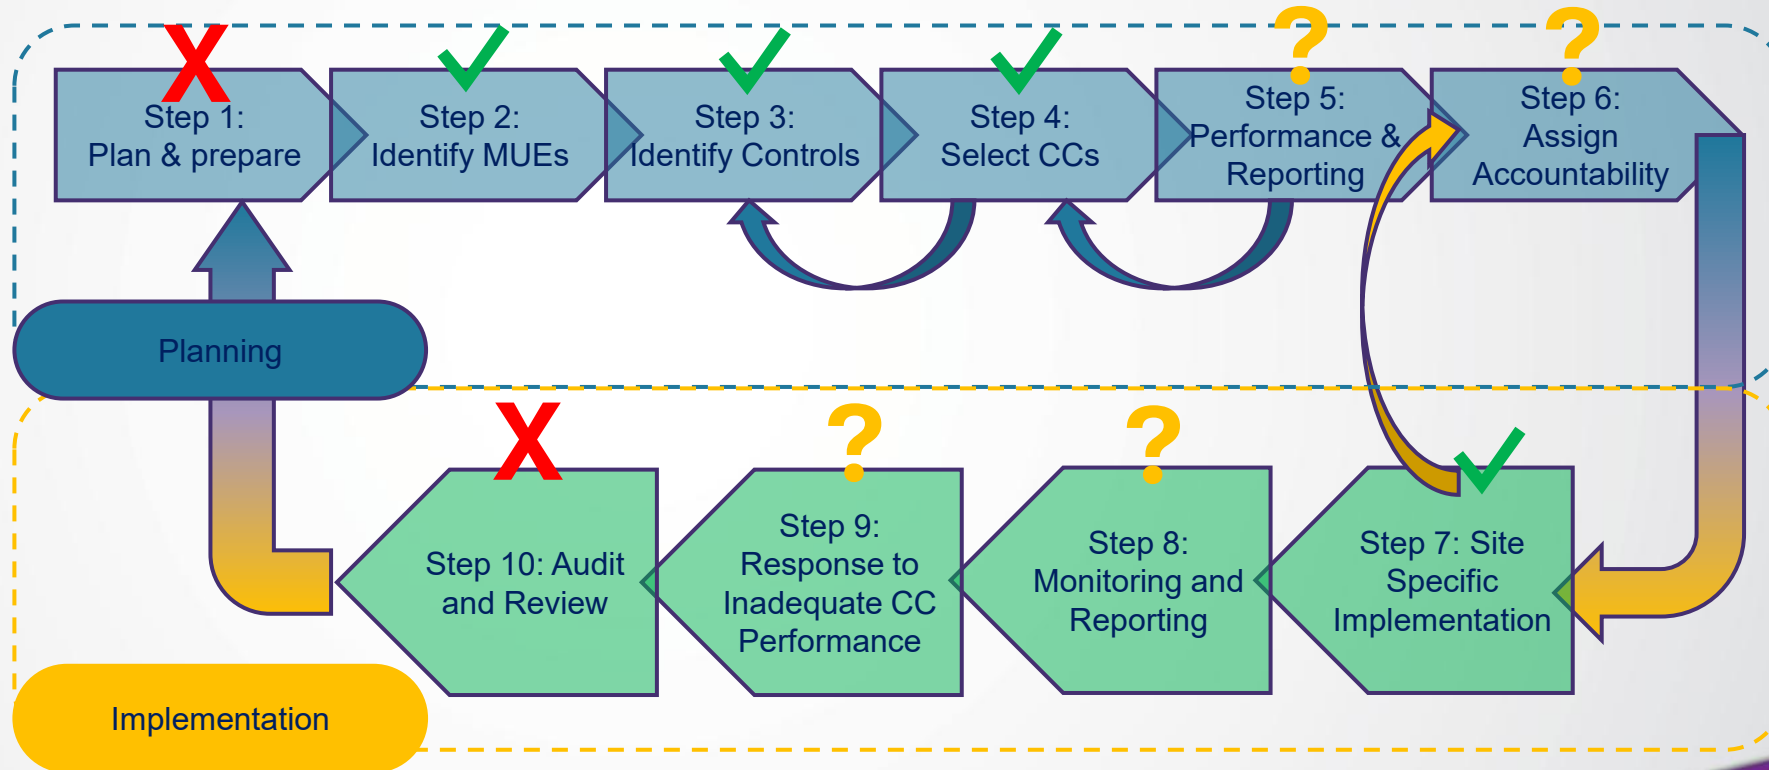 X
?
?
Step 1:
Plan & prepare
Step 2:
Identify MUEs
Step 3:
Identify Controls
Step 4:
Select CCs
Step 5:
Performance &
Reporting
Step 6:
Assign
Accountability
Planning
X
?
?
Step 10: Audit
and Review
Step 9:
Response to
Inadequate CC
Performance
Step 8:
Monitoring and
Reporting
Step 7: Site
Specific
Implementation
Implementation